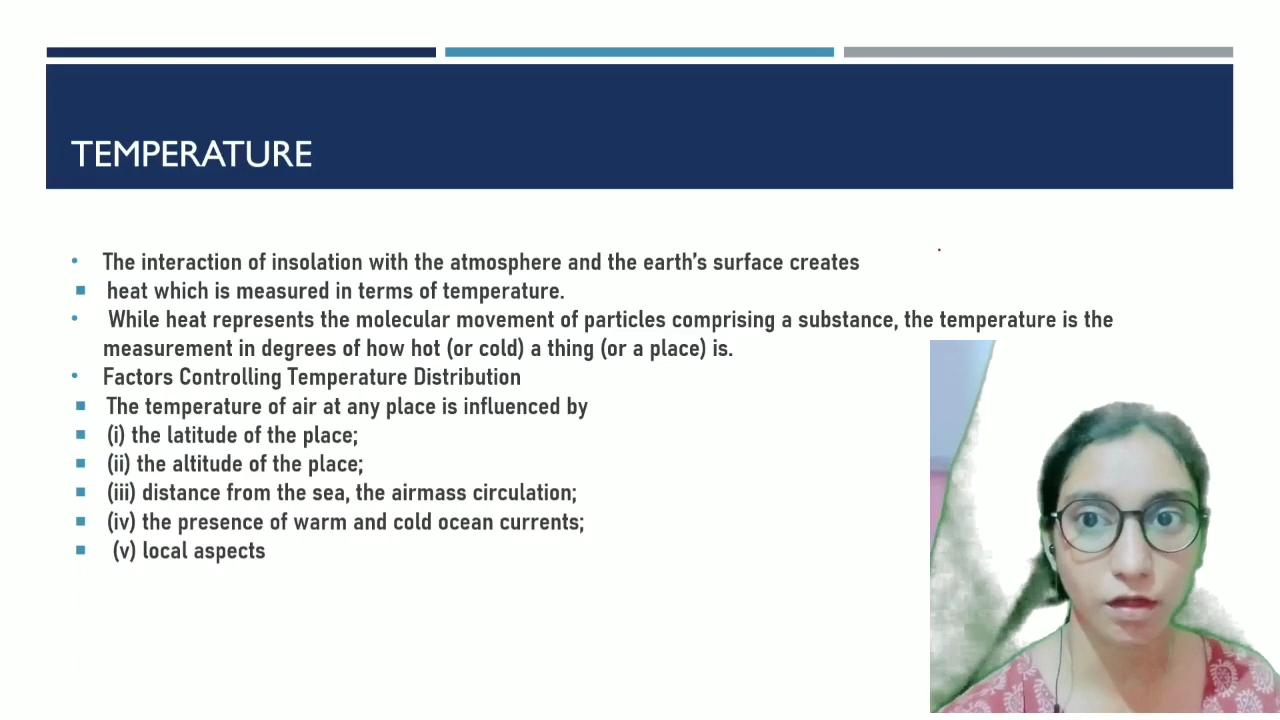 TEMPERATURE
• The interaction of insolation with the atmosphere and the earth's surface creates
▪ heat which is measured in terms of temperature.
• While heat represents the molecular movement of particles comprising a substance, the temperature is the
measurement in degrees of how hot (or cold) a thing (or a place) is.
• Factors Controlling Temperature Distribution
▪ The temperature of air at any place is influenced by
▪ (i) the latitude of the place;
▪ (ii) the altitude of the place;
▪ (iii) distance from the sea, the airmass circulation;
▪ (iv) the presence of warm and cold ocean currents;
▪ (v) local aspects